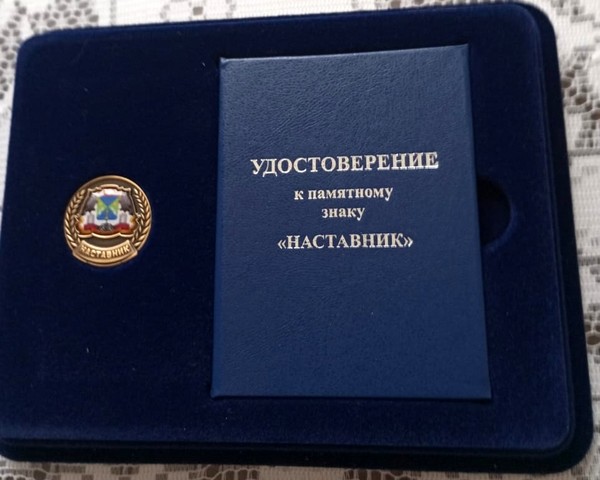 УДОСТОВЕРЕНИЕ
к памятному
знаку
«НАСТАВНИК»
НАСТАВНИК